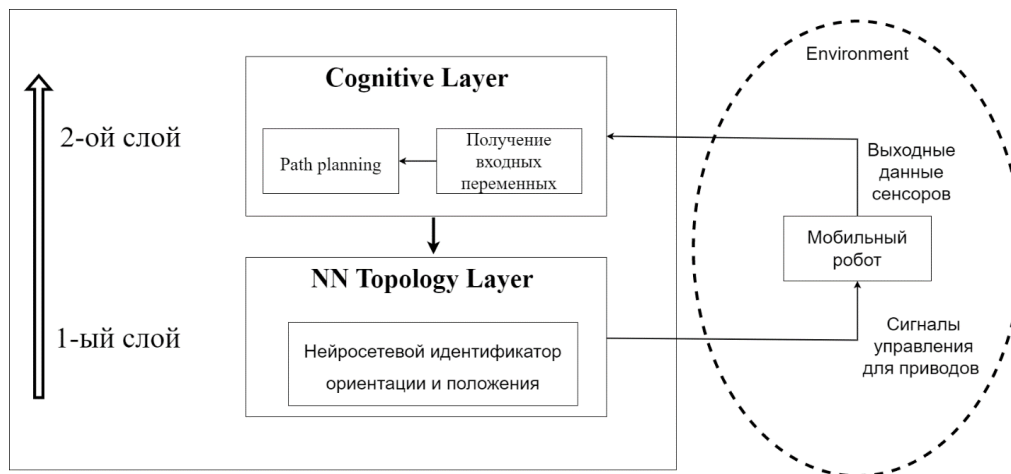 Environment
Cognitive Layer
2-ой слой
Path planning
Получение
входных
переменных
Выходные
данные
сенсоров
Мобильный
робот
NN Topology Layer
1-ый слой
Нейросетевой идентификатор
ориентации и положения
Сигналы
управления
для приводов